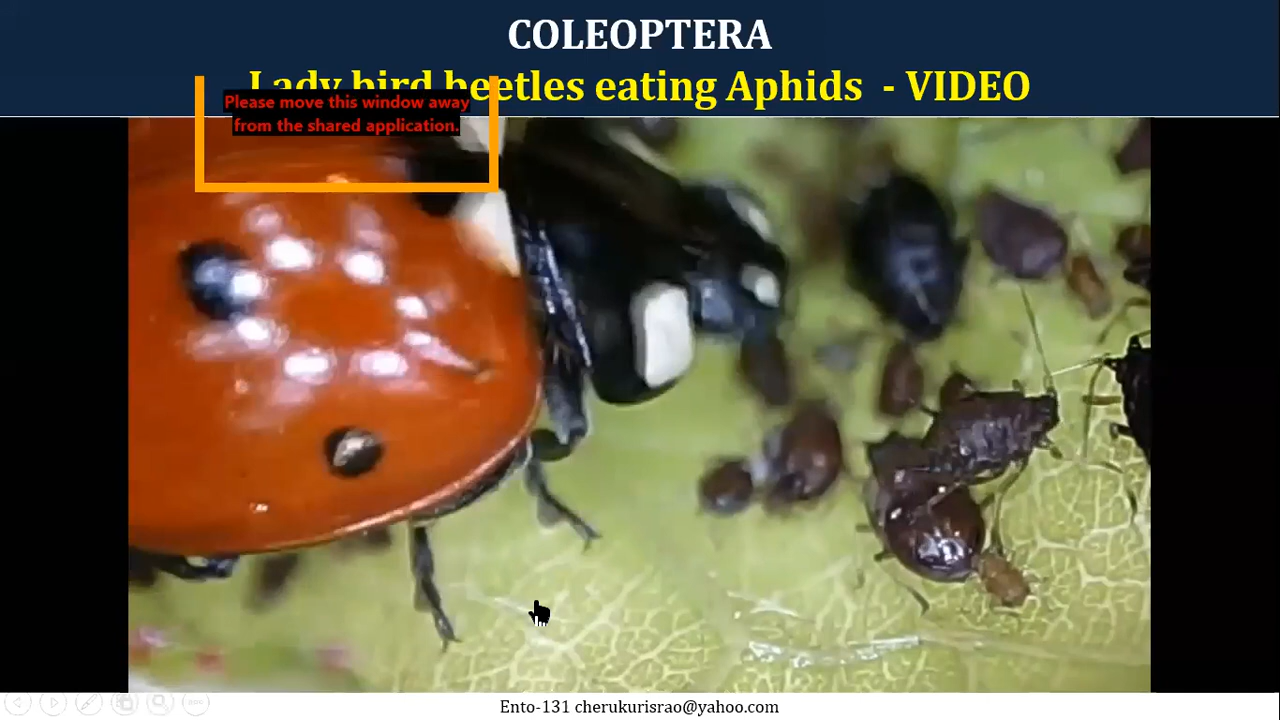 COLEOPTERA
Lady bird beetles eating Aphids - VIDEO
Please move this window away
from the shared application.
Ento-131 cherukurisrao@yahoo.com